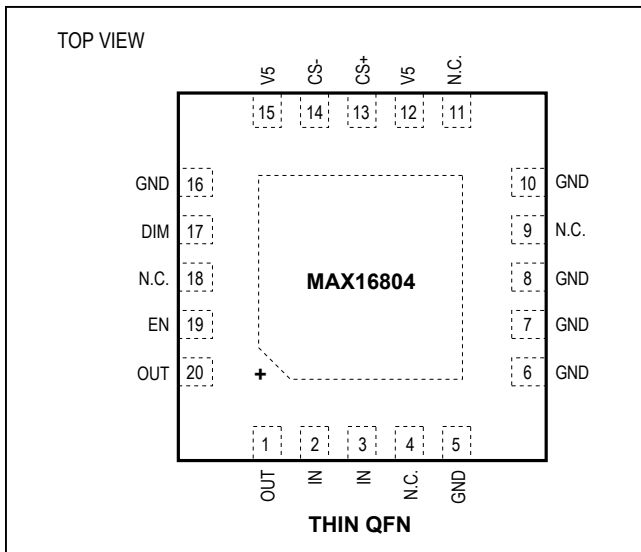 TOP VIEW
V5 CS- CS+ V5 N.C.
15 14 13 12 11
GND 16 10 GND
DIM 17 9 N.C.
N.C. 18 MAX16804 8 GND
EN 19 7 GND
OUT 20 + 6 GND
1 2 3 4 5
OUT IN IN N.C. GND
THIN QFN